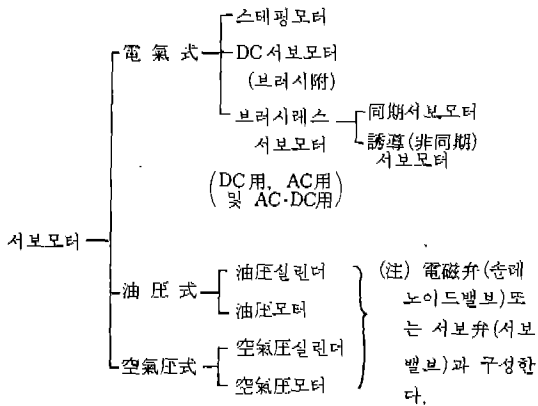 스테핑모터
電氣式
DC서보모터
(브러시附)
브러시레스
서보모터
同期서보모터
誘導(非同期)
서보모터
(DC用, AC用
및 AC·DC用)
서보모터
油圧式
油圧실린더
油圧모터
空氣圧式
空氣圧실린더
空氣圧모터
(注) 電磁弁(솔레
노이드밸브)또
는 서보弁(서보
밸브)과 구성한
다.